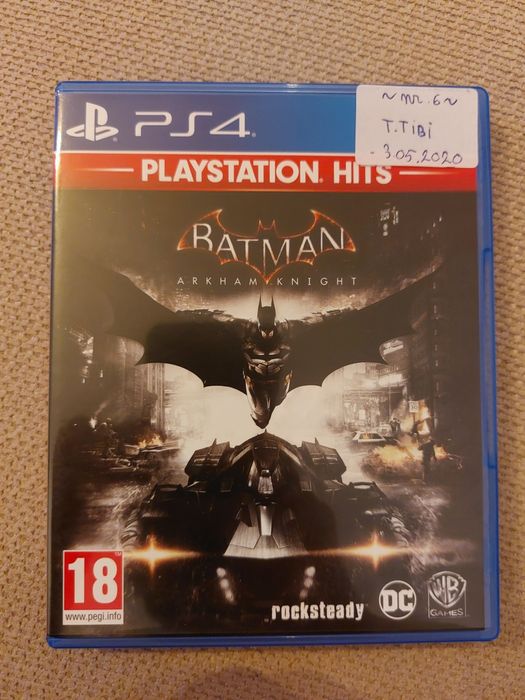 PS4
~ nr. 6 ~
T.TiBi
- 3.05.2020
PLAYSTATION HITS
BATMAN
ARKHAM KNIGHT
18
www.pegi.info
rocksteady
DC
WB
GAMES